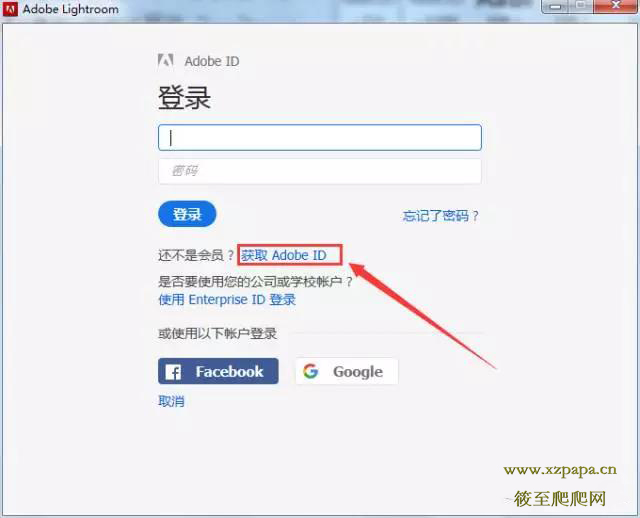 Adobe Lightroom
Adobe ID
登录
密码
登录
忘记了密码？
还不是会员？获取 Adobe ID
是否要使用您的公司或学校帐户？
使用 Enterprise ID 登录
或使用以下帐户登录
Facebook
Google
取消
www.xzpapa.cn
~筱至爬爬网